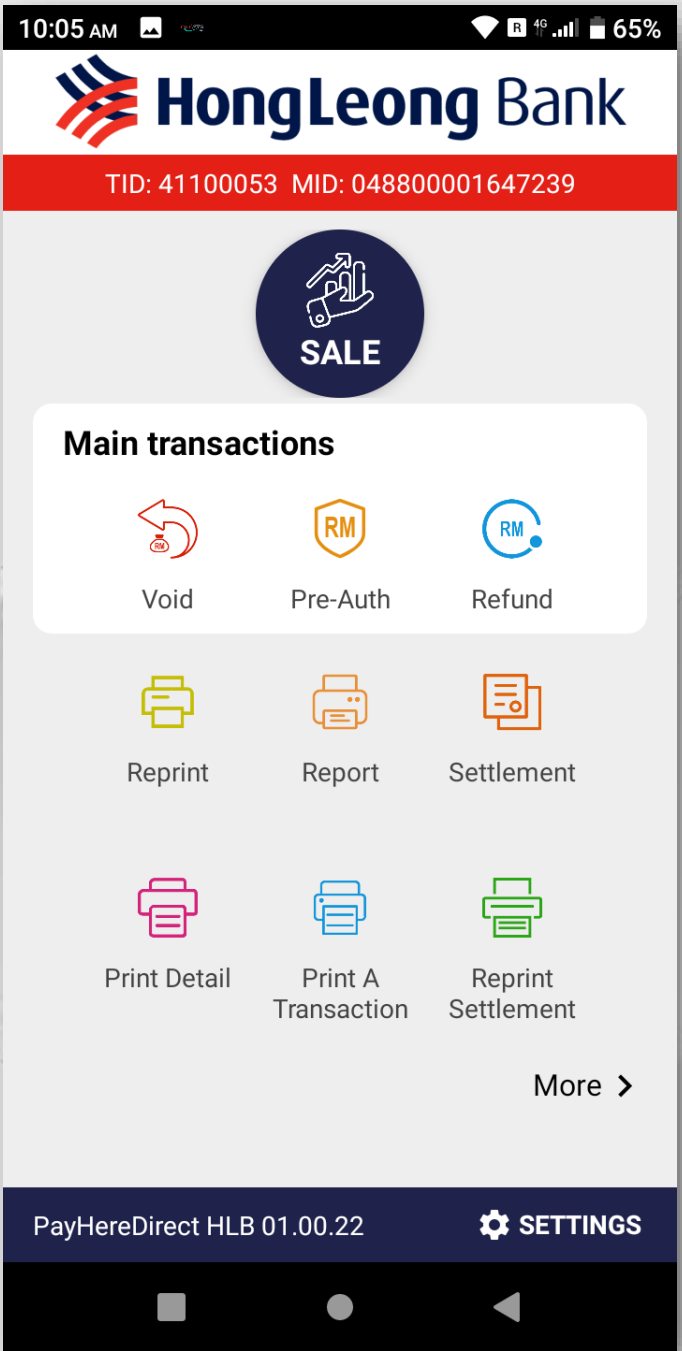 10:05 AM R 4G 65%
HongLeong Bank
TID: 41100053 MID: 048800001647239
SALE
Main transactions
RM RM RM
Void Pre-Auth Refund
Reprint Report Settlement
Print Detail Print A Reprint
Transaction Settlement
More
PayHereDirect HLB 01.00.22 SETTINGS